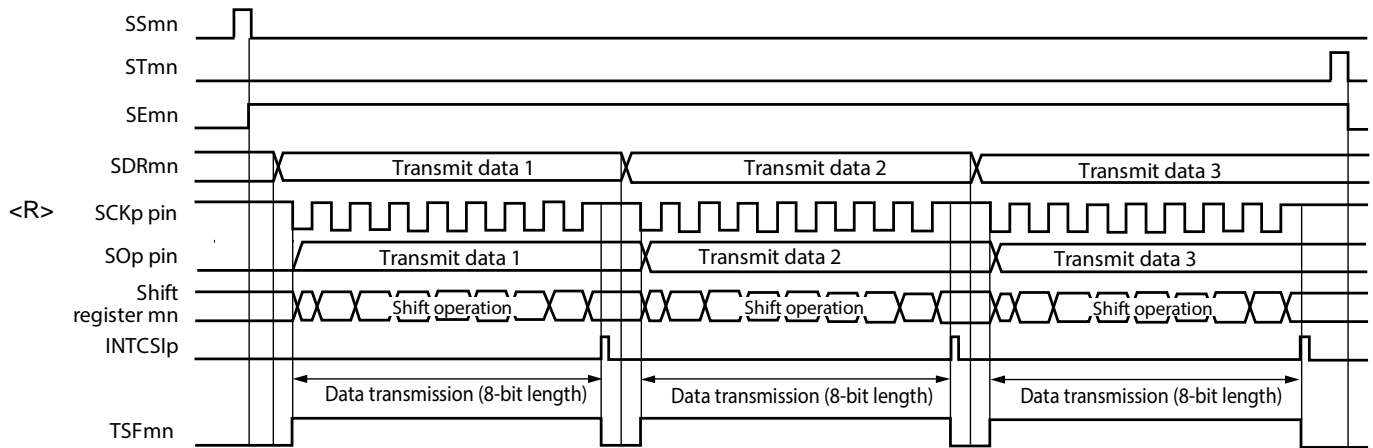 SSmn
STmn
SEmn
SDRmn Transmit data 1 Transmit data 2 Transmit data 3
<R> SCKp pin
SOp pin Transmit data 1 Transmit data 2 Transmit data 3
Shift
register mn Shift operation Shift operation Shift operation
INTCSIp
Data transmission (8-bit length) Data transmission (8-bit length) Data transmission (8-bit length)
TSFmn